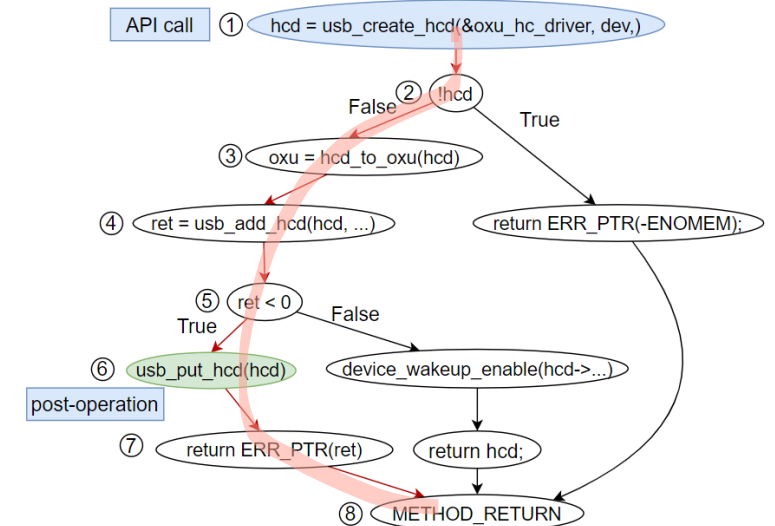 API call
① hcd = usb_create_hcd(&oxu_hc_driver, dev,)
② !hcd
False
True
③ oxu = hcd_to_oxu(hcd)
④ ret = usb_add_hcd(hcd, ...)
return ERR_PTR(-ENOMEM);
⑤ ret < 0
False
True
⑥ usb_put_hcd(hcd)
device_wakeup_enable(hcd->...)
post-operation
⑦ return ERR_PTR(ret)
return hcd;
⑧ METHOD_RETURN